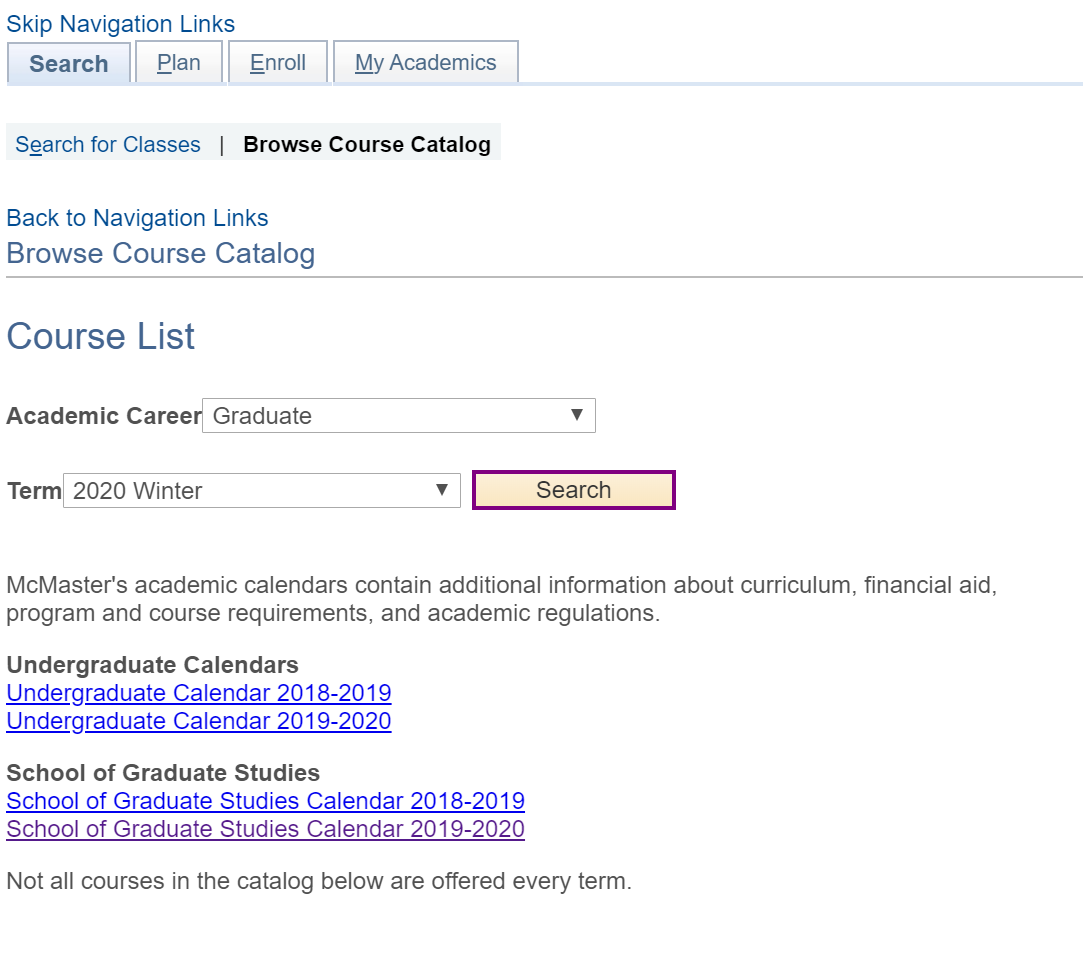 Skip Navigation Links
Search Plan Enroll My Academics
Search for Classes | Browse Course Catalog
Back to Navigation Links
Browse Course Catalog
Course List
Academic Career Graduate ▼
Term 2020 Winter ▼ Search
McMaster's academic calendars contain additional information about curriculum, financial aid,
program and course requirements, and academic regulations.
Undergraduate Calendars
Undergraduate Calendar 2018-2019
Undergraduate Calendar 2019-2020
School of Graduate Studies
School of Graduate Studies Calendar 2018-2019
School of Graduate Studies Calendar 2019-2020
Not all courses in the catalog below are offered every term.